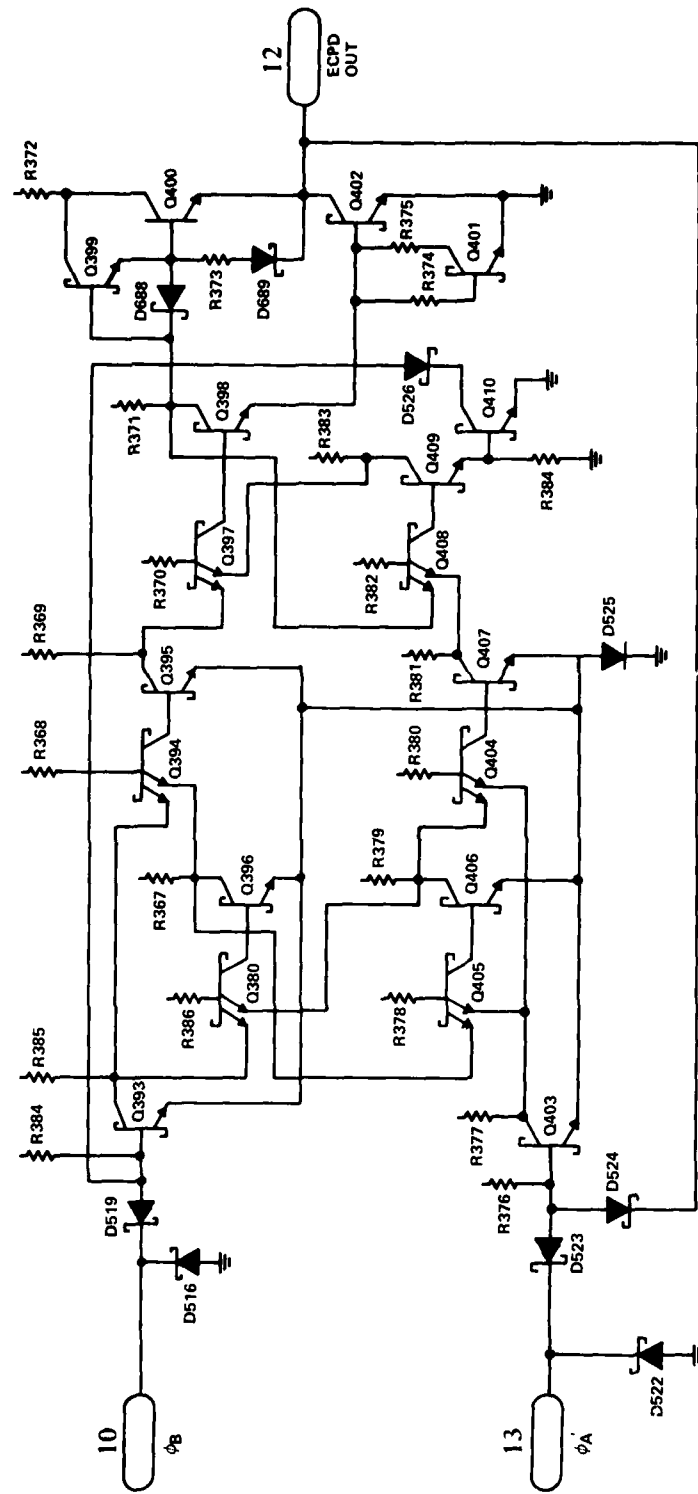 R372
12
ECPD
OUT
Q399
Q400
D688
R373
D689
Q402
R375
R374
Q401
R371
Q398
D526
Q410
R383
Q409
R384
R370
Q397
R382
Q408
R369
Q395
R381
Q407
D525
R368
Q394
R380
Q404
R367
Q396
R379
Q406
R386
Q380
R378
Q405
R385
R384
Q393
R377
Q403
R376
D519
D524
D523
D516
D522
10
ϕB
13
ϕA